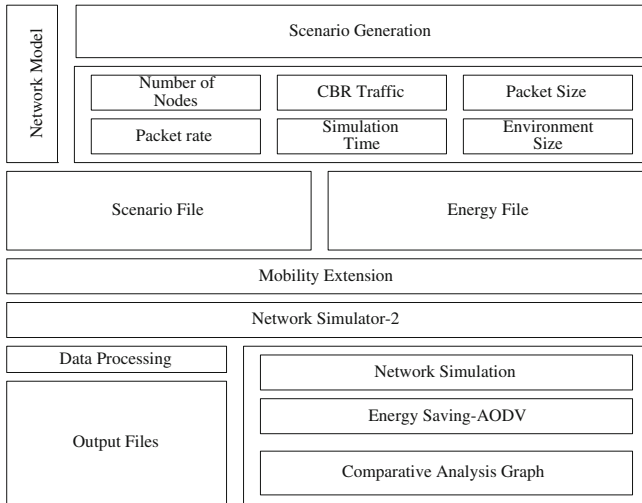 Network Model
Scenario Generation
Number of
Nodes
CBR Traffic
Packet Size
Packet rate
Simulation
Time
Environment
Size
Scenario File
Energy File
Mobility Extension
Network Simulator-2
Data Processing
Network Simulation
Energy Saving-AODV
Output Files
Comparative Analysis Graph